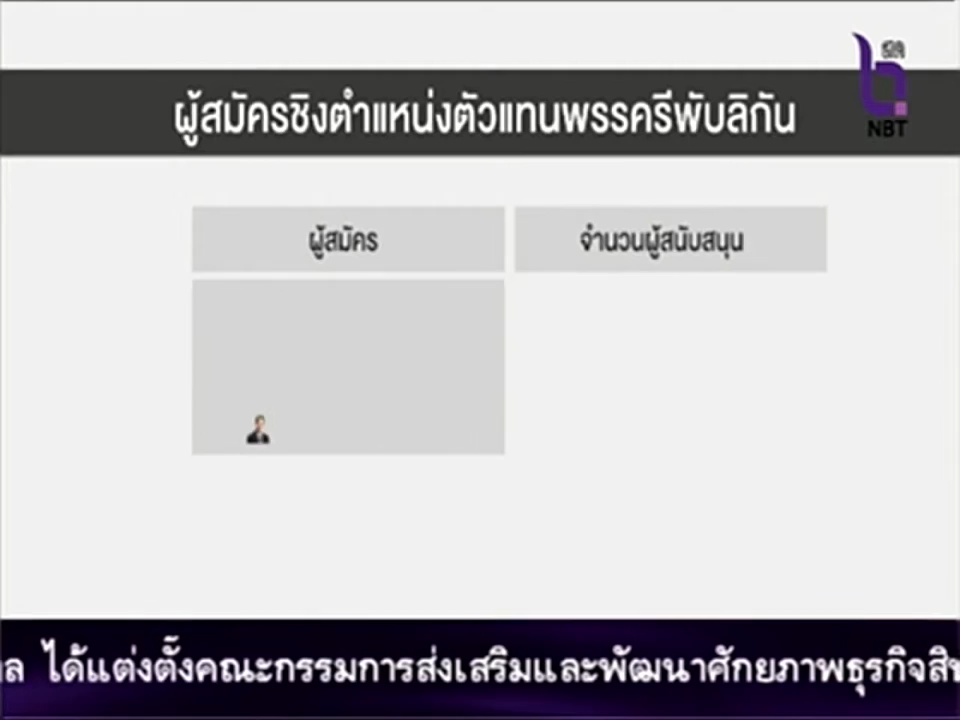 สด
NBT
ผู้สมัครชิงตำแหน่งตัวแทนพรรครีพับลิกัน
ผู้สมัคร
จำนวนผู้สนับสนุน
ได้แต่งตั้งคณะกรรมการส่งเสริมและพัฒนาศักยภาพธุรกิจ